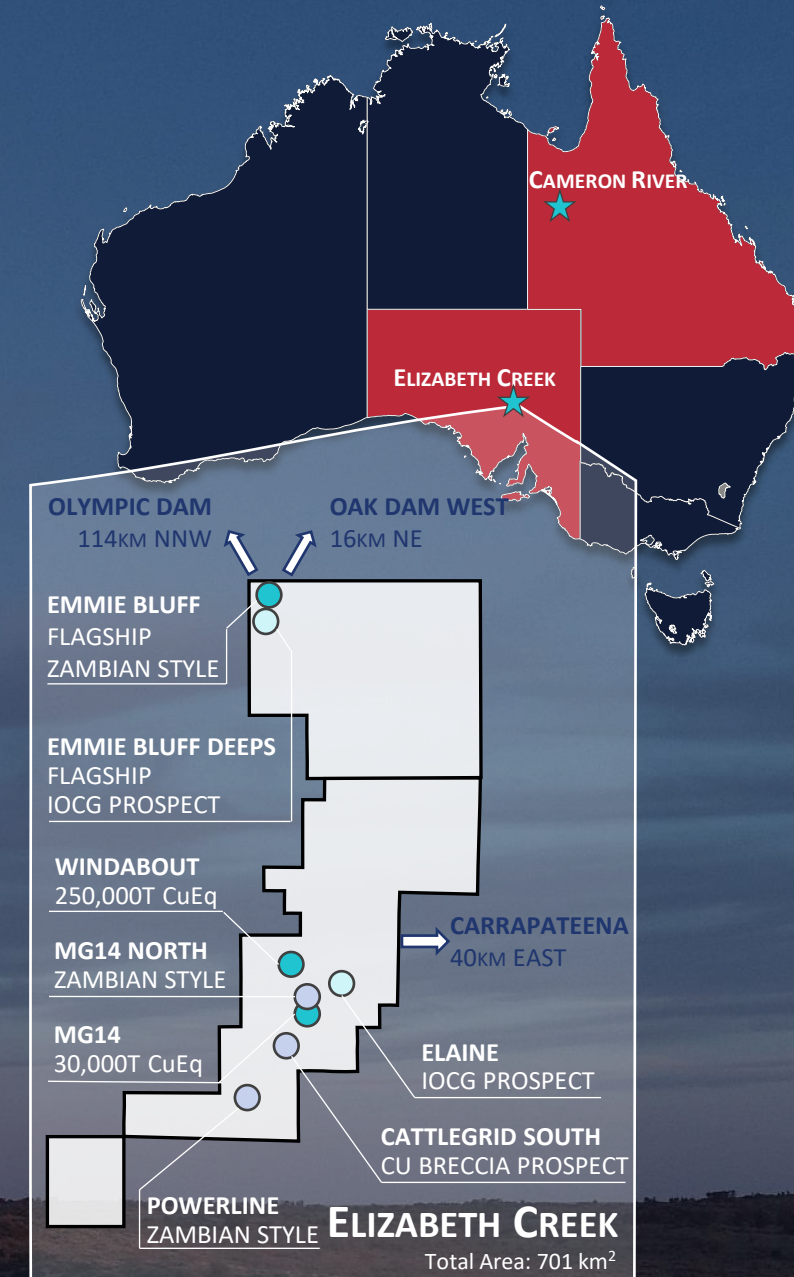 CAMERON RIVER
ELIZABETH CREEK
OLYMPIC DAM
114KM NNW
OAK DAM WEST
16KM NE
EMMIE BLUFF
FLAGSHIP
ZAMBIAN STYLE
EMMIE BLUFF DEEPS
FLAGSHIP
IOCG PROSPECT
WINDABOUT
250,000T CuEq
CARRAPATEENA
40KM EAST
MG14 NORTH
ZAMBIAN STYLE
MG14
30,000T CuEq
ELAINE
IOCG PROSPECT
CATTLEGRID SOUTH
CU BRECCIA PROSPECT
POWERLINE
ZAMBIAN STYLE
ELIZABETH CREEK
Total Area: 701 km²